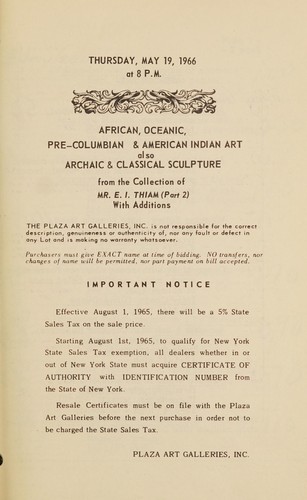 THURSDAY, MAY 19, 1966
at 8 P.M.
AFRICAN, OCEANIC,
PRE-COLUMBIAN & AMERICAN INDIAN ART
also
ARCHAIC & CLASSICAL SCULPTURE
from the Collection of
MR. E. I. THIAM (Part 2)
With Additions
THE PLAZA ART GALLERIES, INC. is not responsible for the correct
description, genuineness or authenticity of, nor any fault or defect in
any Lot and is making no warranty whatsoever.
Purchasers must give EXACT name at time of bidding. NO transfers, nor
changes of name will be permitted, nor part payment on bill accepted.
IMPORTANT NOTICE
Effective August 1, 1965, there will be a 5% State
Sales Tax on the sale price.
Starting August 1st, 1965, to qualify for New York
State Sales Tax exemption, all dealers whether in or
out of New York State must acquire CERTIFICATE OF
AUTHORITY with IDENTIFICATION NUMBER from
the State of New York.
Resale Certificates must be on file with the Plaza
Art Galleries before the next purchase in order not to
be charged the State Sales Tax.
PLAZA ART GALLERIES, INC.